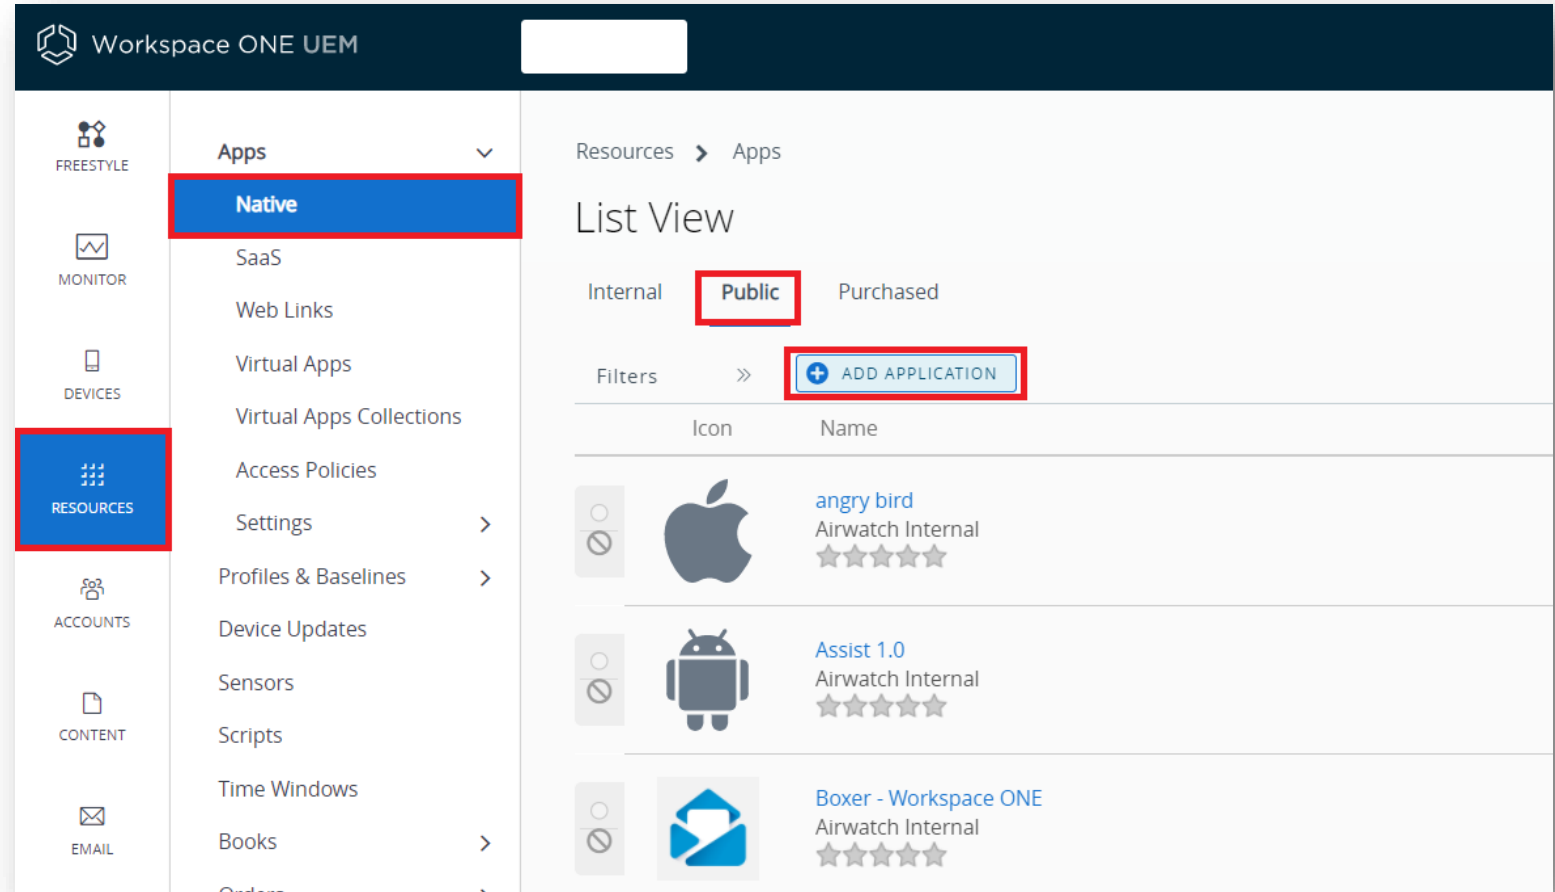 Workspace ONE UEM
FREESTYLE
MONITOR
DEVICES
RESOURCES
ACCOUNTS
CONTENT
EMAIL
Apps
Native
SaaS
Web Links
Virtual Apps
Virtual Apps Collections
Access Policies
Settings
Profiles & Baselines
Device Updates
Sensors
Scripts
Time Windows
Books
Orders
Resources > Apps
List View
Internal Public Purchased
Filters » ADD APPLICATION
Icon Name
angry bird
Airwatch Internal
Assist 1.0
Airwatch Internal
Boxer - Workspace ONE
Airwatch Internal